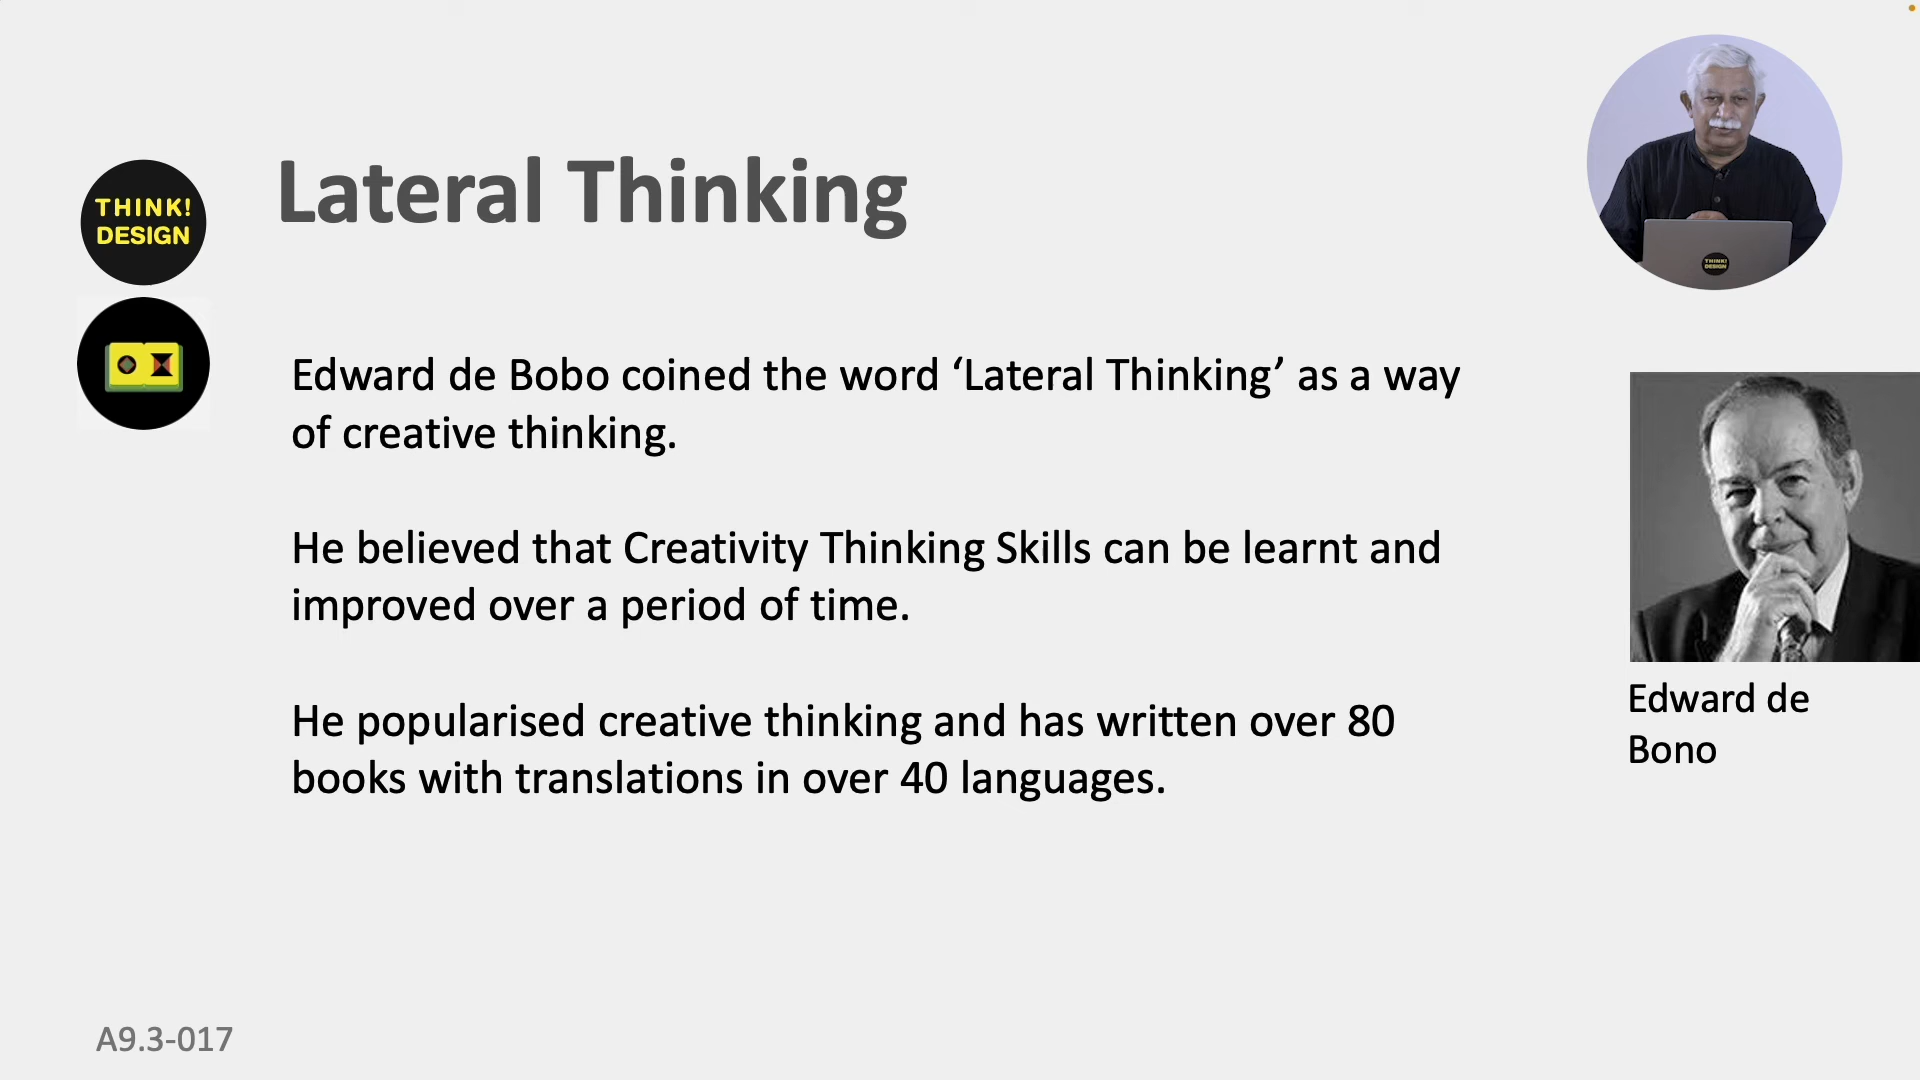 THINK!
DESIGN
Lateral Thinking
Edward de Bobo coined the word ‘Lateral Thinking’ as a way
of creative thinking.
He believed that Creativity Thinking Skills can be learnt and
improved over a period of time.
He popularised creative thinking and has written over 80
books with translations in over 40 languages.
THINK!
DESIGN
Edward de
Bono
A9.3-017